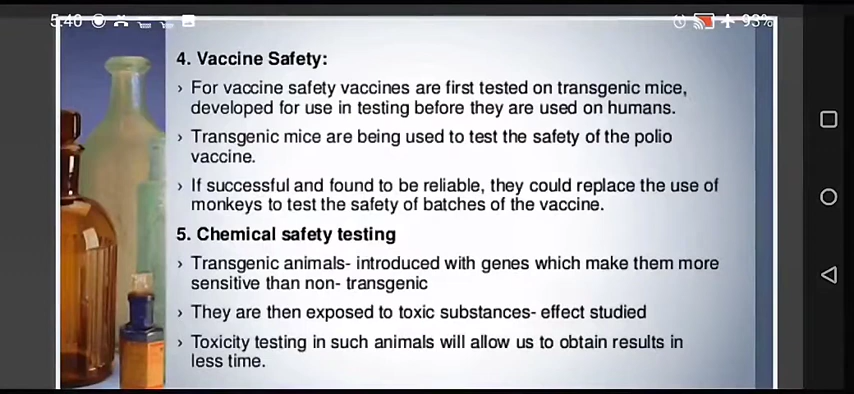 5:40
93%
4. Vaccine Safety:
› For vaccine safety vaccines are first tested on transgenic mice,
developed for use in testing before they are used on humans.
› Transgenic mice are being used to test the safety of the polio
vaccine.
› If successful and found to be reliable, they could replace the use of
monkeys to test the safety of batches of the vaccine.
5. Chemical safety testing
› Transgenic animals- introduced with genes which make them more
sensitive than non- transgenic
› They are then exposed to toxic substances- effect studied
› Toxicity testing in such animals will allow us to obtain results in
less time.